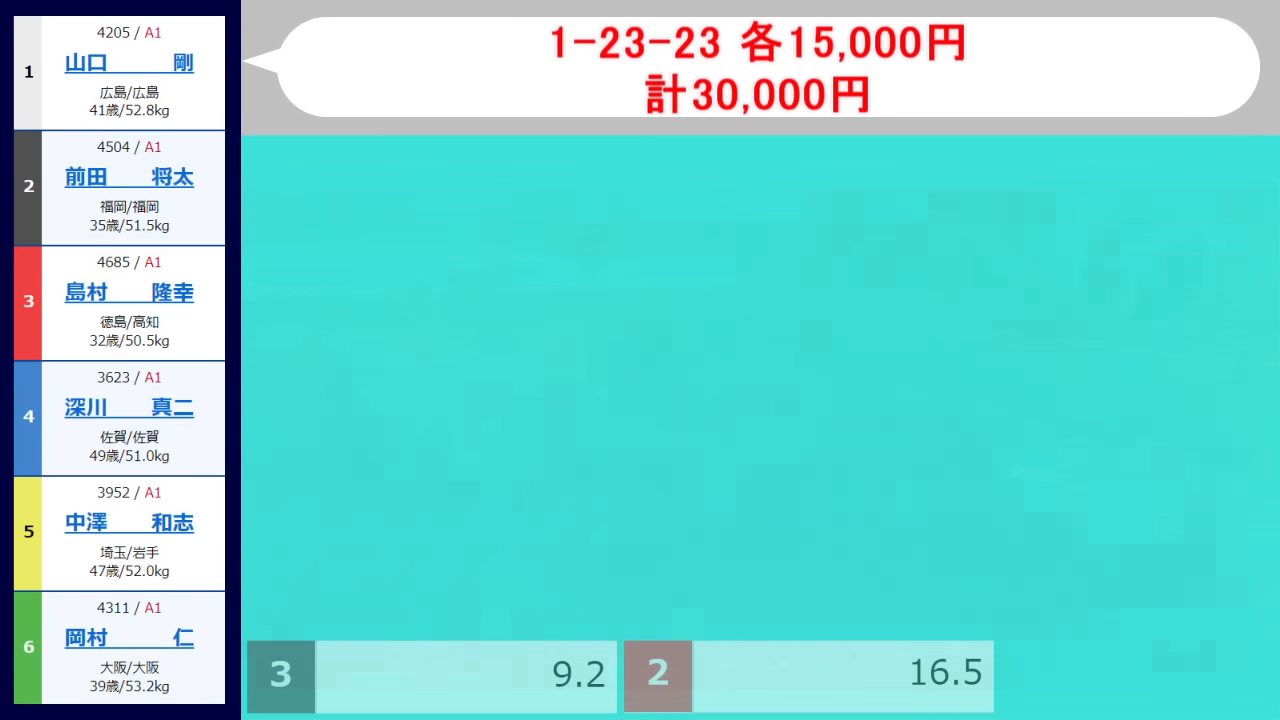 1-23-23 各15,000円
計30,000円
1
4205 / A1
山口 剛
広島/広島
41歳/52.8kg
2
4504 / A1
前田 将太
福岡/福岡
35歳/51.5kg
3
4685 / A1
島村 隆幸
徳島/高知
32歳/50.5kg
4
3623 / A1
深川 真二
佐賀/佐賀
49歳/51.0kg
5
3952 / A1
中澤 和志
埼玉/岩手
47歳/52.0kg
6
4311 / A1
岡村 仁
大阪/大阪
39歳/53.2kg
3 9.2
2 16.5